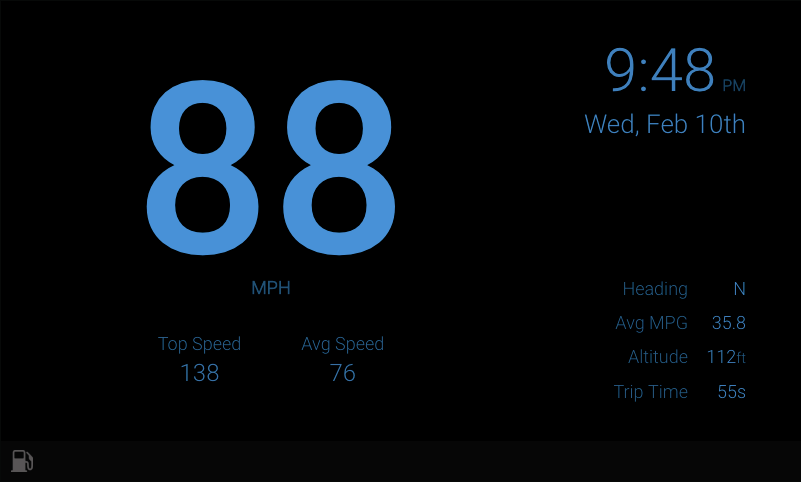 88
MPH
Top Speed Avg Speed
138 76
9:48 PM
Wed, Feb 10th
Heading N
Avg MPG 35.8
Altitude 112ft
Trip Time 55s